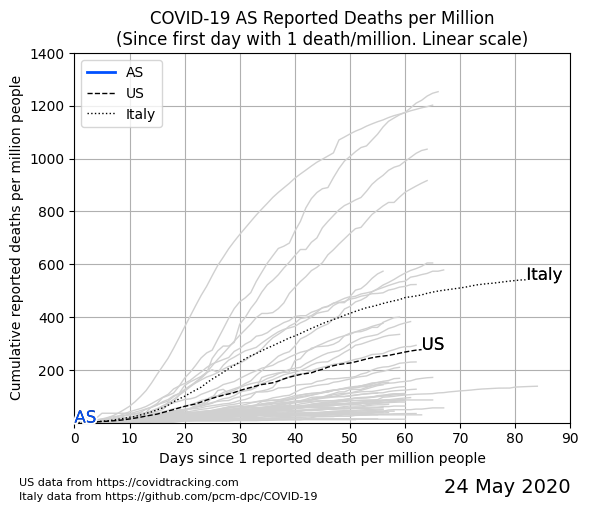 COVID-19 AS Reported Deaths per Million
(Since first day with 1 death/million. Linear scale)
Cumulative reported deaths per million people
1400
1200
1000
800
600
400
200
AS
US
Italy
Italy
US
AS
0 10 20 30 40 50 60 70 80 90
Days since 1 reported death per million people
US data from https://covidtracking.com
Italy data from https://github.com/pcm-dpc/COVID-19
24 May 2020